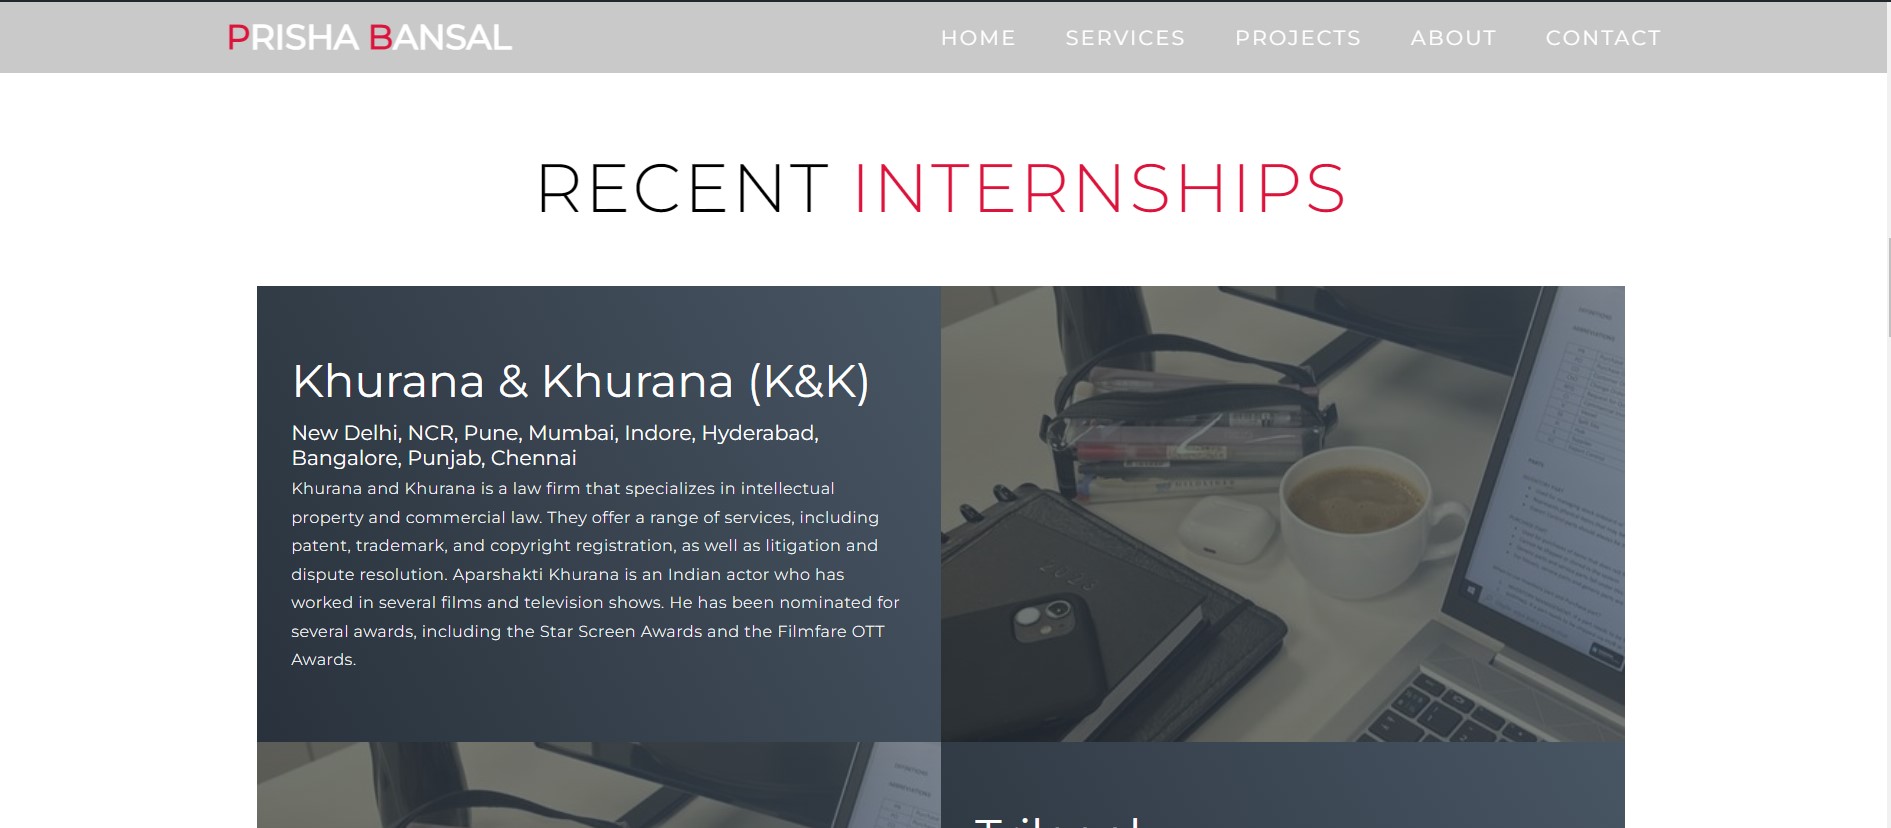 PRISHA BANSAL
HOME SERVICES PROJECTS ABOUT CONTACT
RECENT INTERNSHIPS
Khurana & Khurana (K&K)
New Delhi, NCR, Pune, Mumbai, Indore, Hyderabad,
Bangalore, Punjab, Chennai
Khurana and Khurana is a law firm that specializes in intellectual
property and commercial law. They offer a range of services, including
patent, trademark, and copyright registration, as well as litigation and
dispute resolution. Aparshakti Khurana is an Indian actor who has
worked in several films and television shows. He has been nominated for
several awards, including the Star Screen Awards and the Filmfare OTT
Awards.
2023